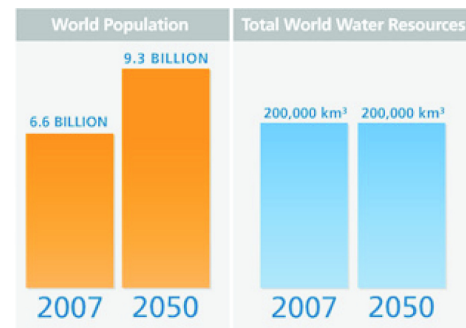 World Population
9.3 BILLION
6.6 BILLION
2007 2050
Total World Water Resources
200,000 km³ 200,000 km³
2007 2050